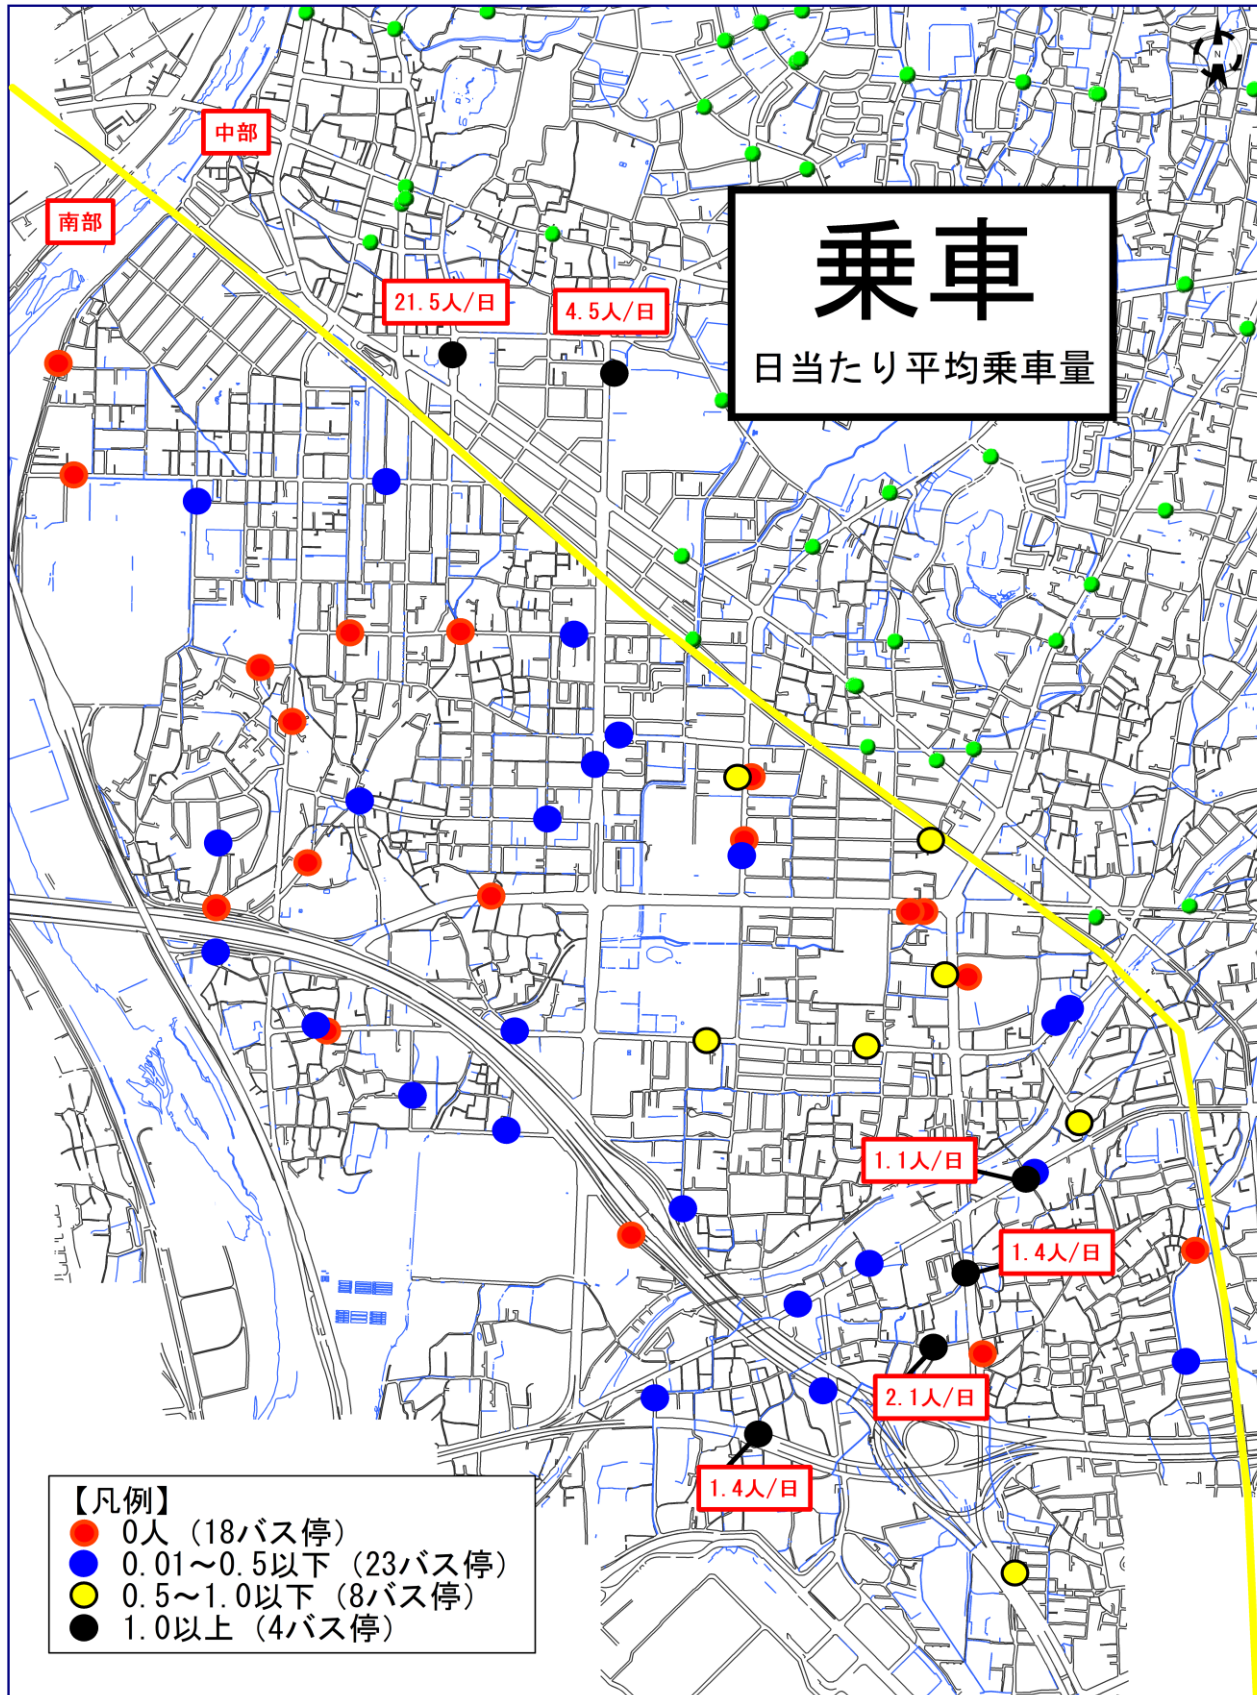 N
中部
南部
乗車
日当たり平均乗車量
21.5人/日
4.5人/日
1.1人/日
1.4人/日
2.1人/日
1.4人/日
【凡例】
0人（18バス停）
0.01～0.5以下（23バス停）
0.5～1.0以下（8バス停）
1.0以上（4バス停）